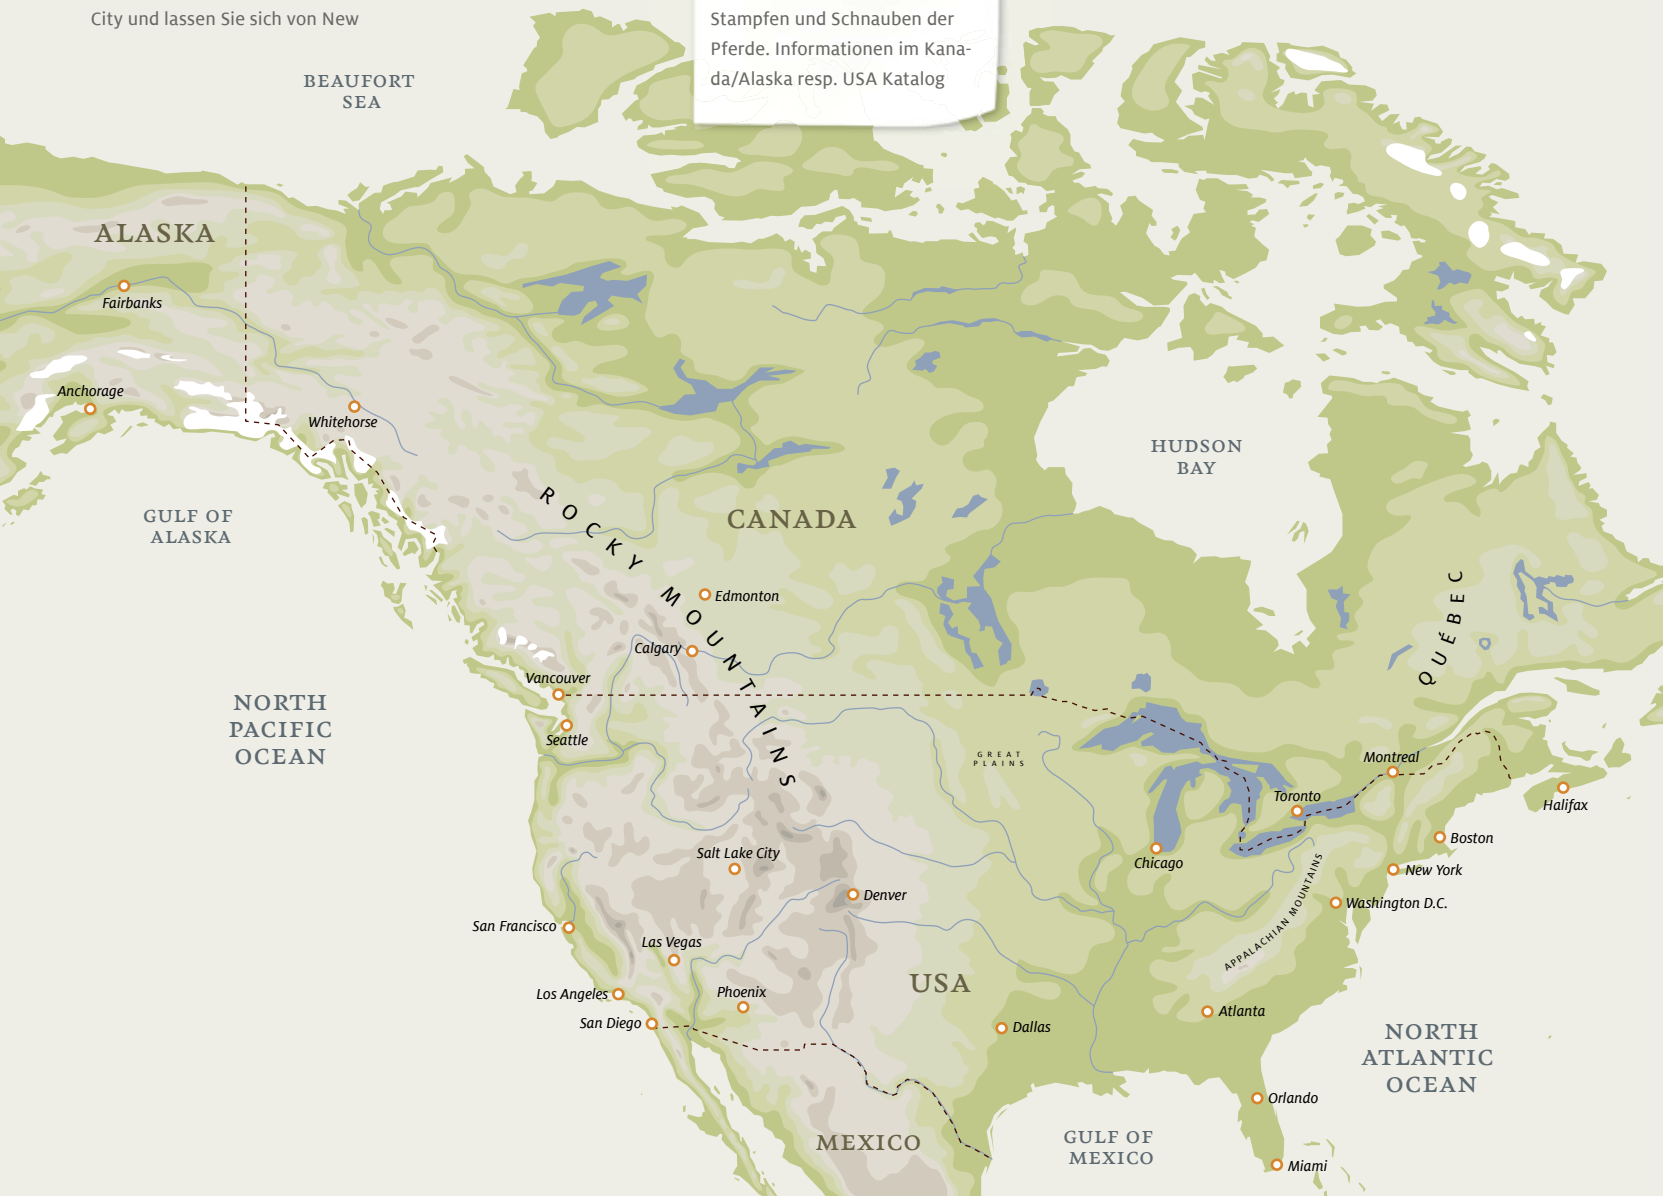 City und lassen Sie sich von New
Stampfen und Schnauben der
Pferde. Informationen im Kana-
da/Alaska resp. USA Katalog
BEAUFORT
SEA
ALASKA
Fairbanks
Anchorage
Whitehorse
GULF OF
ALASKA
HUDSON
BAY
ROCKY MOUNTAINS
CANADA
Edmonton
Calgary
QUÉBEC
Vancouver
Seattle
NORTH
PACIFIC
OCEAN
GREAT
PLAINS
Montreal
Toronto
Halifax
Boston
Chicago
New York
Salt Lake City
Denver
Washington D.C.
APPALACHIAN MOUNTAINS
San Francisco
Las Vegas
Los Angeles
Phoenix
USA
San Diego
Dallas
Atlanta
NORTH
ATLANTIC
OCEAN
Orlando
MEXICO
GULF OF
MEXICO
Miami